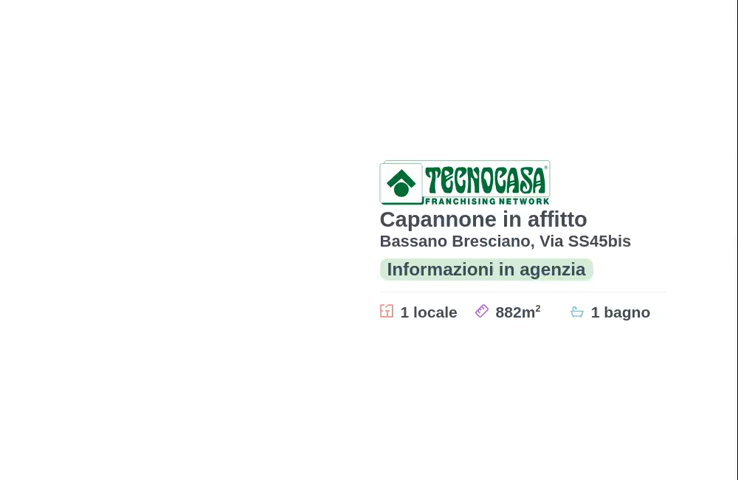 TECNOCASA®
FRANCHISING NETWORK
Capannone in affitto
Bassano Bresciano, Via SS45bis
Informazioni in agenzia
1 locale 882m² 1 bagno